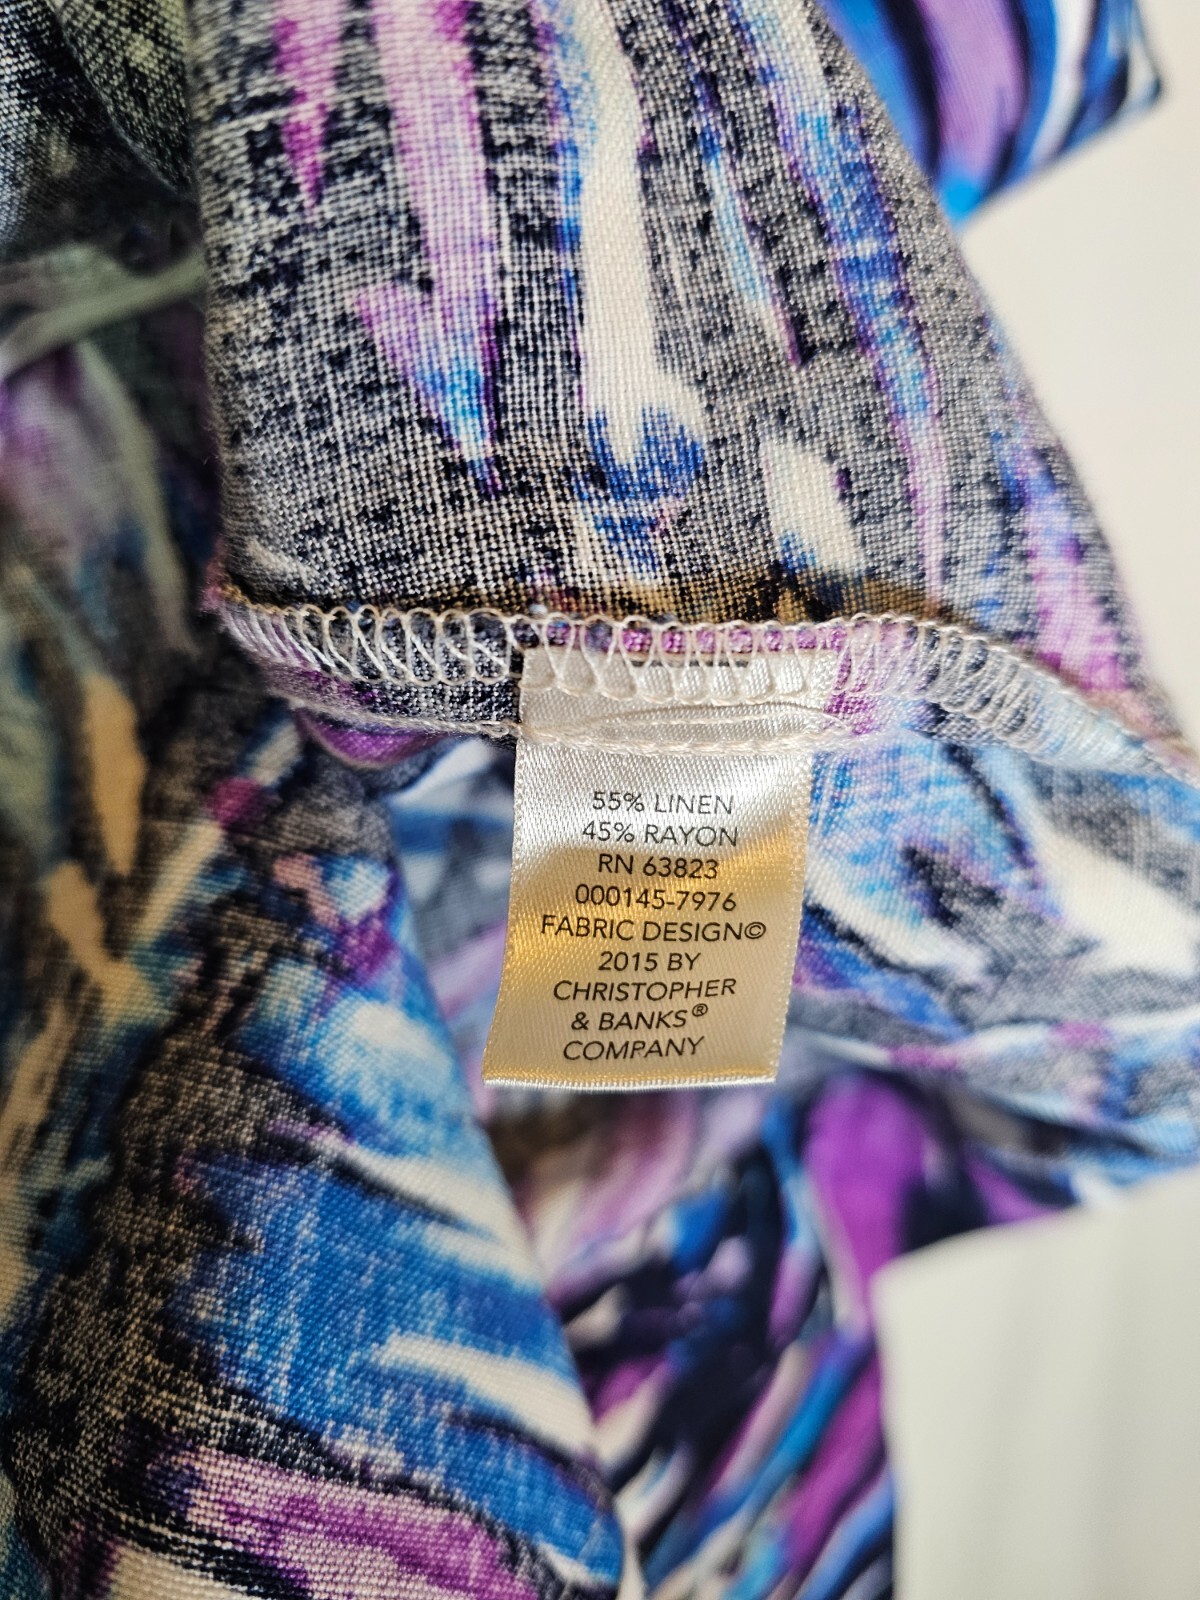 55% LINEN
45% RAYON
RN 63823
000145-7976
FABRIC DESIGN©
2015 BY
CHRISTOPHER
& BANKS®
COMPANY